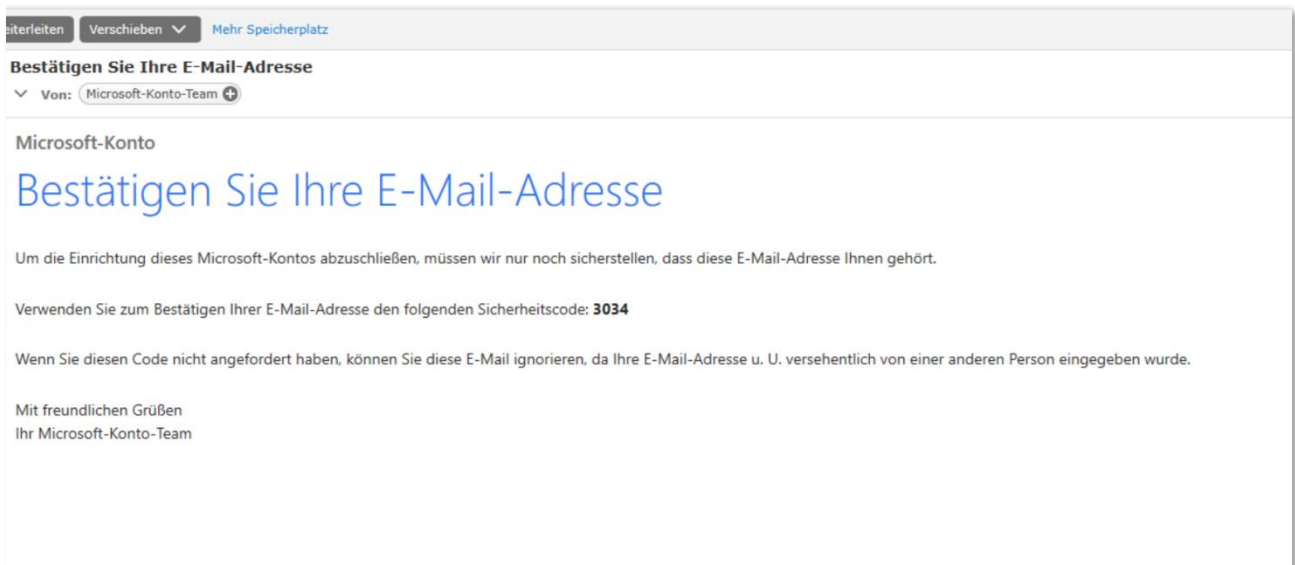 eiterleiten Verschieben Mehr Speicherplatz
Bestätigen Sie Ihre E-Mail-Adresse
Von: Microsoft-Konto-Team
Microsoft-Konto
Bestätigen Sie Ihre E-Mail-Adresse
Um die Einrichtung dieses Microsoft-Kontos abzuschließen, müssen wir nur noch sicherstellen, dass diese E-Mail-Adresse Ihnen gehört.
Verwenden Sie zum Bestätigen Ihrer E-Mail-Adresse den folgenden Sicherheitscode: 3034
Wenn Sie diesen Code nicht angefordert haben, können Sie diese E-Mail ignorieren, da Ihre E-Mail-Adresse u. U. versehentlich von einer anderen Person eingegeben wurde.
Mit freundlichen Grüßen
Ihr Microsoft-Konto-Team